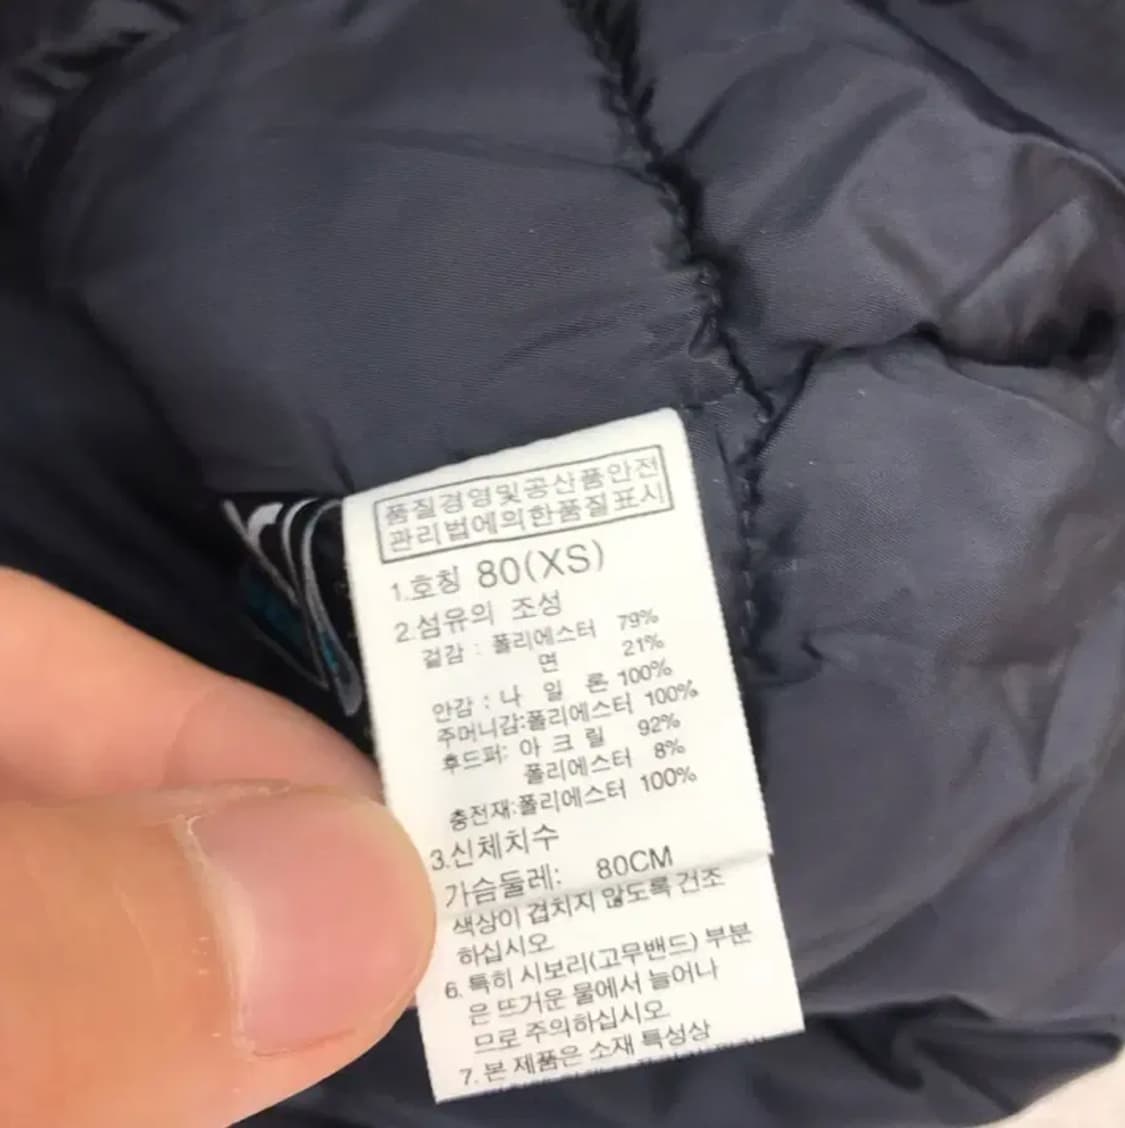 품질경영및공산품안전
관리법에의한품질표시
1.호칭 80(XS)
2.섬유의 조성
겉감 : 폴리에스터 79%
면 21%
안감 : 나 일 론 100%
주머니감:폴리에스터 100%
후드퍼: 아 크 릴 92%
폴리에스터 8%
충전재:폴리에스터 100%
3.신체치수
가슴둘레: 80CM
색상이 겹치지 않도록 건조
하십시오
6. 특히 시보리(고무밴드) 부분
은 뜨거운 물에서 늘어나
므로 주의하십시오
7. 본 제품은 소재 특성상